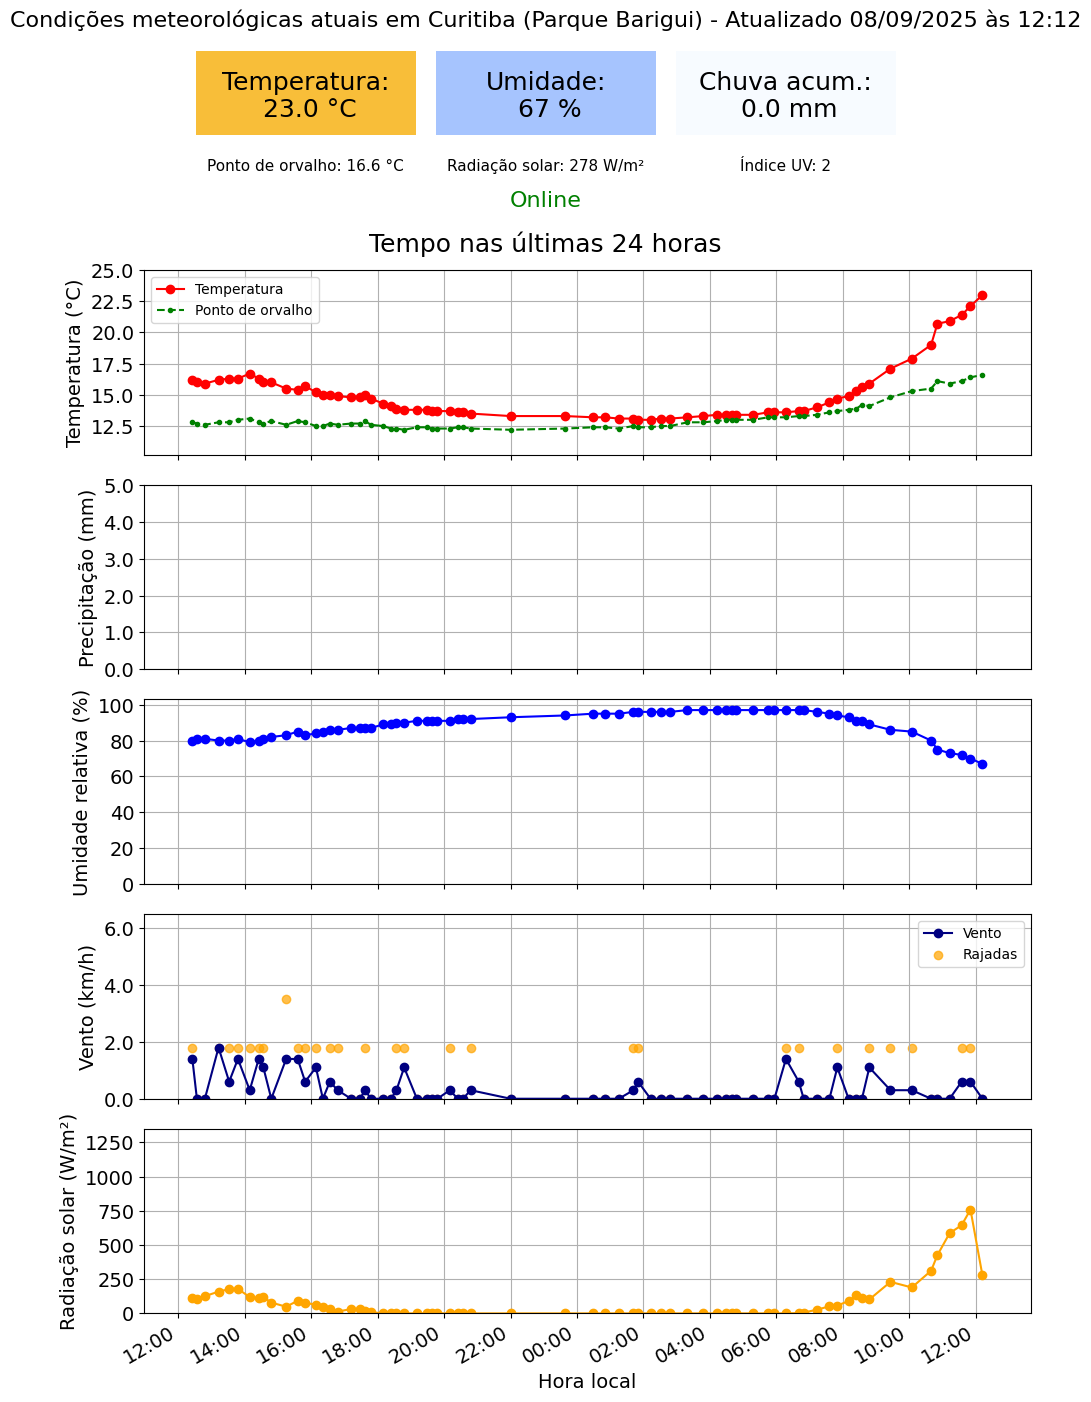 Condições meteorológicas atuais em Curitiba (Parque Barigui) - Atualizado 08/09/2025 às 12:12
Temperatura:
23.0 °C
Umidade:
67 %
Chuva acum.:
0.0 mm
Ponto de orvalho: 16.6 °C
Radiação solar: 278 W/m²
Índice UV: 2
Online
Tempo nas últimas 24 horas
Temperatura (°C)
25.0
22.5
20.0
17.5
15.0
12.5
Temperatura
Ponto de orvalho
Precipitação (mm)
5.0
4.0
3.0
2.0
1.0
0.0
Umidade relativa (%)
100
80
60
40
20
0
Vento (km/h)
6.0
4.0
2.0
0.0
Vento
Rajadas
Radiação solar (W/m²)
1250
1000
750
500
250
0
12:00
14:00
16:00
18:00
20:00
22:00
00:00
02:00
04:00
06:00
08:00
10:00
12:00
Hora local